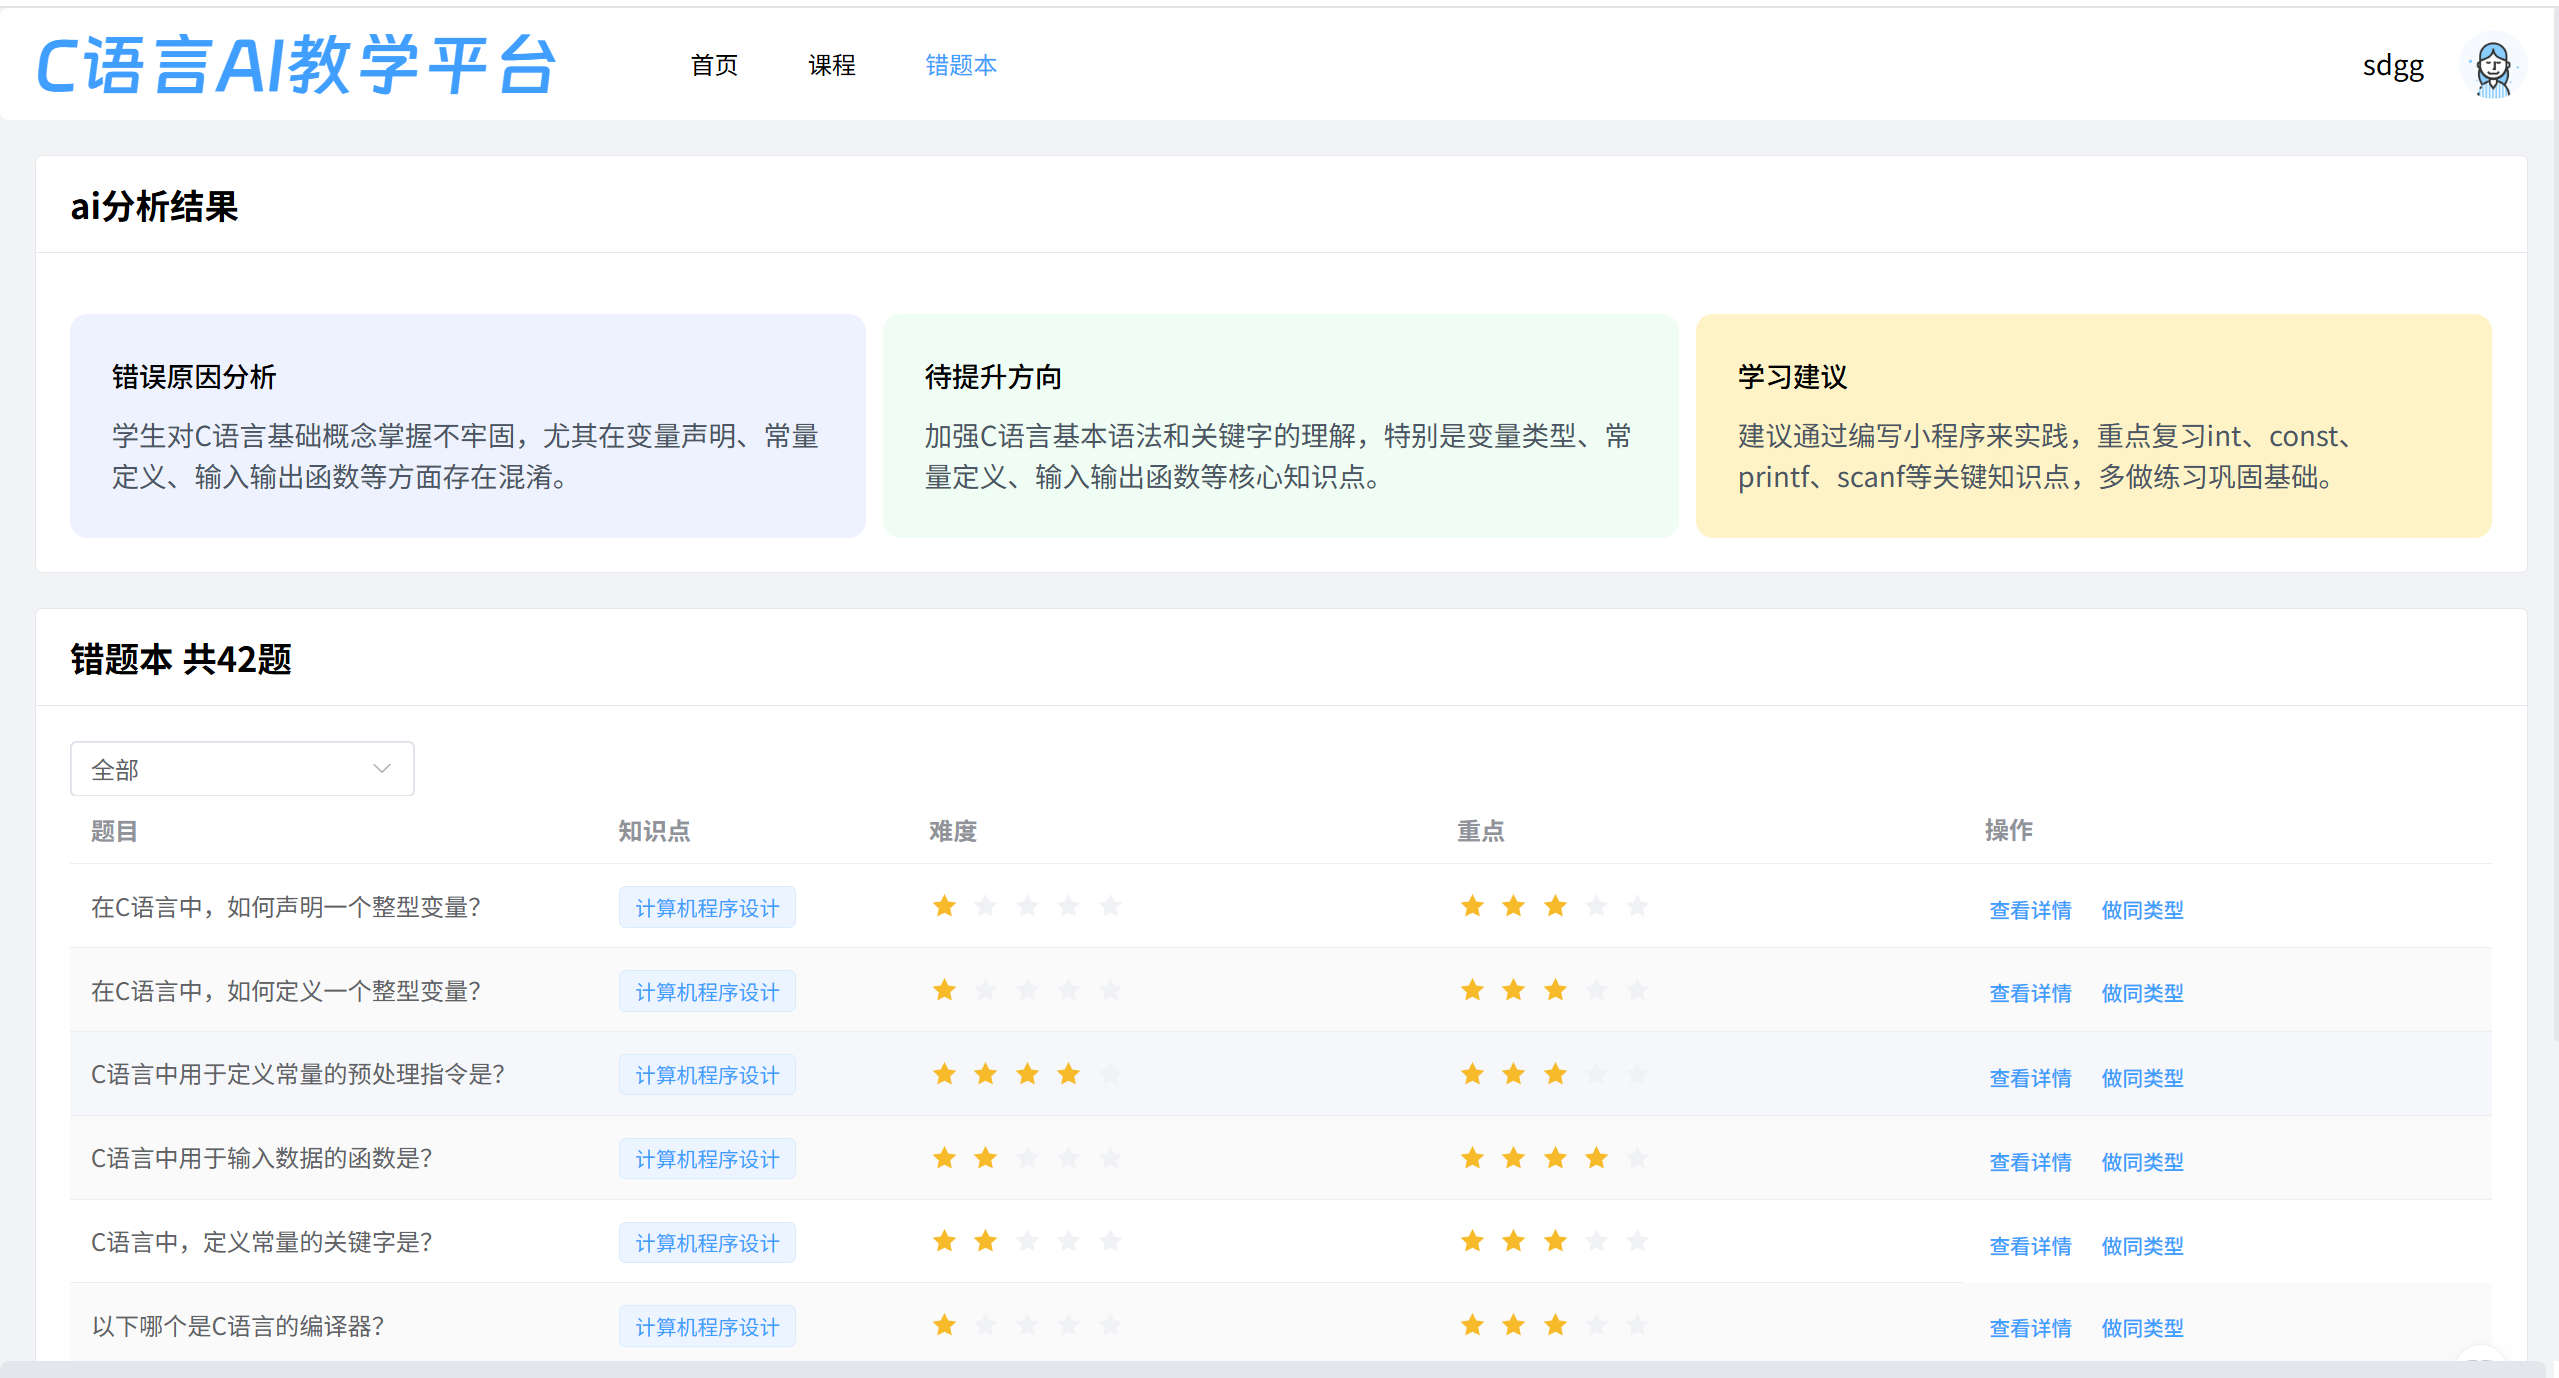 C语言AI教学平台 首页 课程 错题本 sdgg
ai分析结果
错误原因分析
学生对C语言基础概念掌握不牢固，尤其在变量声明、常量
定义、输入输出函数等方面存在混淆。
待提升方向
加强C语言基本语法和关键字的理解，特别是变量类型、常
量定义、输入输出函数等核心知识点。
学习建议
建议通过编写小程序来实践，重点复习int、const、
printf、scanf等关键知识点，多做练习巩固基础。
错题本 共42题
全部
题目 知识点 难度 重点 操作
在C语言中，如何声明一个整型变量？ 计算机程序设计 查看详情 做同类型
在C语言中，如何定义一个整型变量？ 计算机程序设计 查看详情 做同类型
C语言中用于定义常量的预处理指令是？ 计算机程序设计 查看详情 做同类型
C语言中用于输入数据的函数是？ 计算机程序设计 查看详情 做同类型
C语言中，定义常量的关键字是？ 计算机程序设计 查看详情 做同类型
以下哪个是C语言的编译器？ 计算机程序设计 查看详情 做同类型